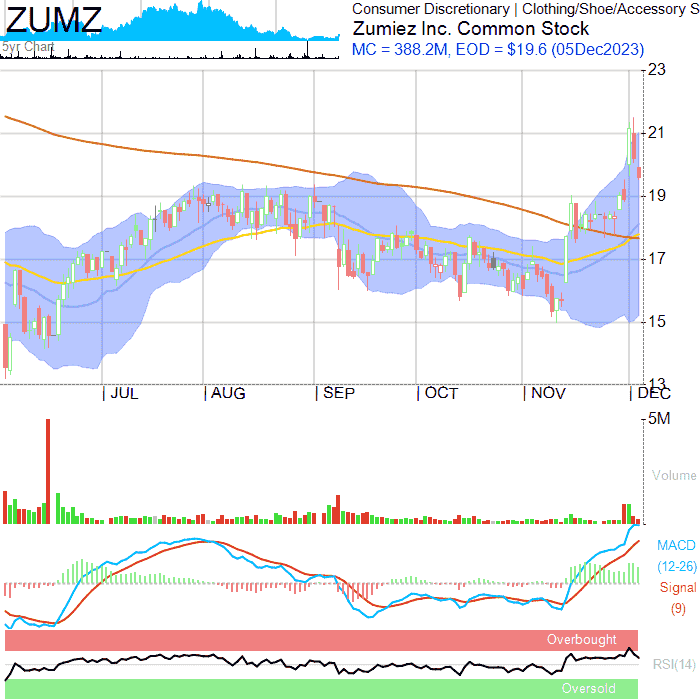 ZUMZ
5yr Chart
Consumer Discretionary | Clothing/Shoe/Accessory S
Zumiez Inc. Common Stock
MC = 388.2M, EOD = $19.6 (05Dec2023)
23
21
19
17
15
13
JUL
AUG
SEP
OCT
NOV
DEC
5M
Volume
MACD
(12-26)
Signal
(9)
Overbought
RSI(14)
Oversold